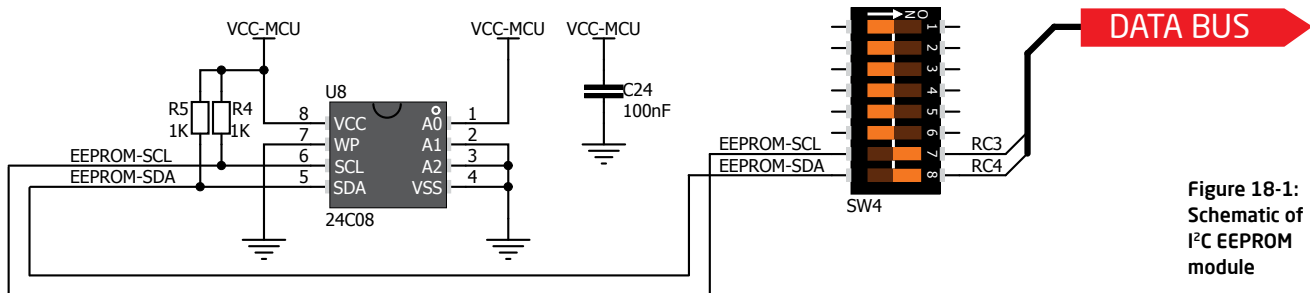 VCC-MCU
VCC-MCU
VCC-MCU
DATA BUS
R5
1K
R4
1K
U8
8
7
6
5
VCC
WP
SCL
SDA
A0
A1
A2
VSS
1
2
3
4
24C08
EEPROM-SCL
EEPROM-SDA
C24
100nF
EEPROM-SCL
EEPROM-SDA
ON
1
2
3
4
5
6
7
8
SW4
RC3
RC4
Figure 18-1:
Schematic of
I²C EEPROM
module